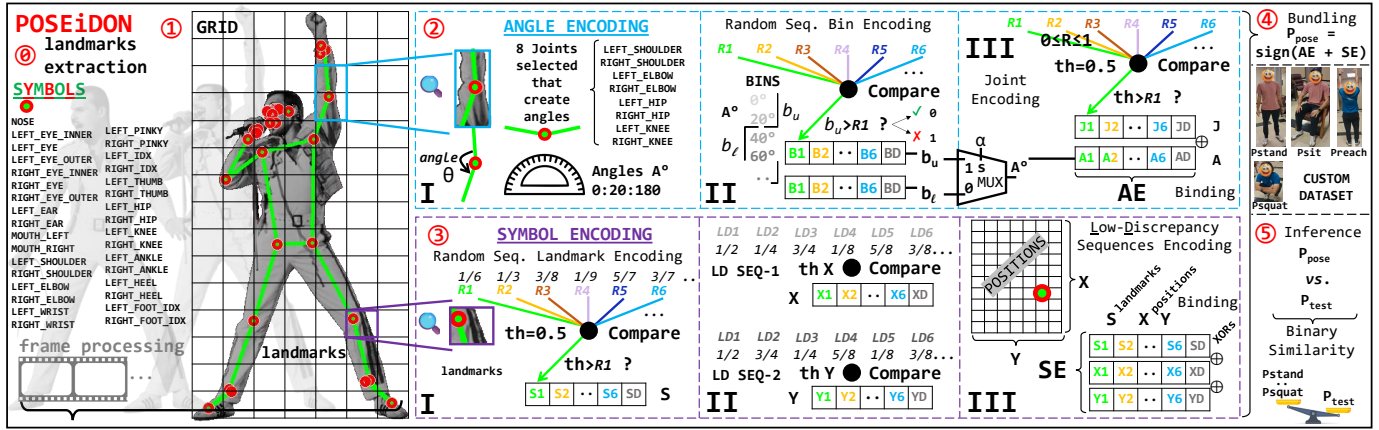 POSEiDON
⓪ landmarks
extraction
SYMBOLS
NOSE
LEFT_EYE_INNER
LEFT_EYE
LEFT_EYE_OUTER
RIGHT_EYE_INNER
RIGHT_EYE
RIGHT_EYE_OUTER
LEFT_EAR
RIGHT_EAR
MOUTH_LEFT
MOUTH_RIGHT
LEFT_SHOULDER
RIGHT_SHOULDER
LEFT_ELBOW
RIGHT_ELBOW
LEFT_WRIST
RIGHT_WRIST
LEFT_PINKY
RIGHT_PINKY
LEFT_IDX
RIGHT_IDX
LEFT_THUMB
RIGHT_THUMB
LEFT_HIP
RIGHT_HIP
LEFT_KNEE
RIGHT_KNEE
LEFT_ANKLE
RIGHT_ANKLE
LEFT_HEEL
RIGHT_HEEL
LEFT_FOOT_IDX
RIGHT_FOOT_IDX
frame processing
...
① GRID
landmarks
② ANGLE ENCODING
8 Joints
selected
that
create
angles
LEFT_SHOULDER
RIGHT_SHOULDER
LEFT_ELBOW
RIGHT_ELBOW
LEFT_HIP
RIGHT_HIP
LEFT_KNEE
RIGHT_KNEE
angle
θ
Angles Aº
0:20:180
I
Random Seq. Bin Encoding
R1 R2 R3 R4 R5 R6
...
Compare
BINS
Aº
0°
20°
40°
60°
..
bu
bℓ
bu>R1 ?
✓ 0
✗ 1
B1 B2 .. B6 BD
bu
B1 B2 .. B6 BD
bℓ
II
α
1 s
0 MUX
Aº
III
R1 R2 R3 R4 R5 R6
0≤R≤1
...
th=0.5
Compare
Joint
Encoding
th>R1 ?
J1 J2 .. J6 JD
J
⊕
A1 A2 .. A6 AD
A
AE
Binding
③ SYMBOL ENCODING
Random Seq. Landmark Encoding
1/6 1/3 3/8 1/9 5/7 3/7 ..
R1 R2 R3 R4 R5 R6
...
th=0.5
Compare
landmarks
th>R1 ?
S1 S2 .. S6 SD
S
I
LD1 LD2 LD3 LD4 LD5 LD6
1/2 1/4 3/4 1/8 5/8 3/8...
LD SEQ-1
th X
Compare
X
X1 X2 .. X6 XD
LD1 LD2 LD3 LD4 LD5 LD6
1/2 3/4 1/4 5/8 1/8 3/8...
LD SEQ-2
th Y
Compare
Y
Y1 Y2 .. Y6 YD
II
POSITIONS
X
Y
III
Low-Discrepancy
Sequences Encoding
landmarks
positions
Binding
S X Y
XORs
SE
S1 S2 .. S6 SD
⊕
X1 X2 .. X6 XD
⊕
Y1 Y2 .. Y6 YD
④ Bundling
Ppose =
sign(AE + SE)
Pstand Psit Preach
Psquat
CUSTOM
DATASET
⑤ Inference
Ppose
vs.
Ptest
Binary
Similarity
Pstand
..
Psquat
Ptest